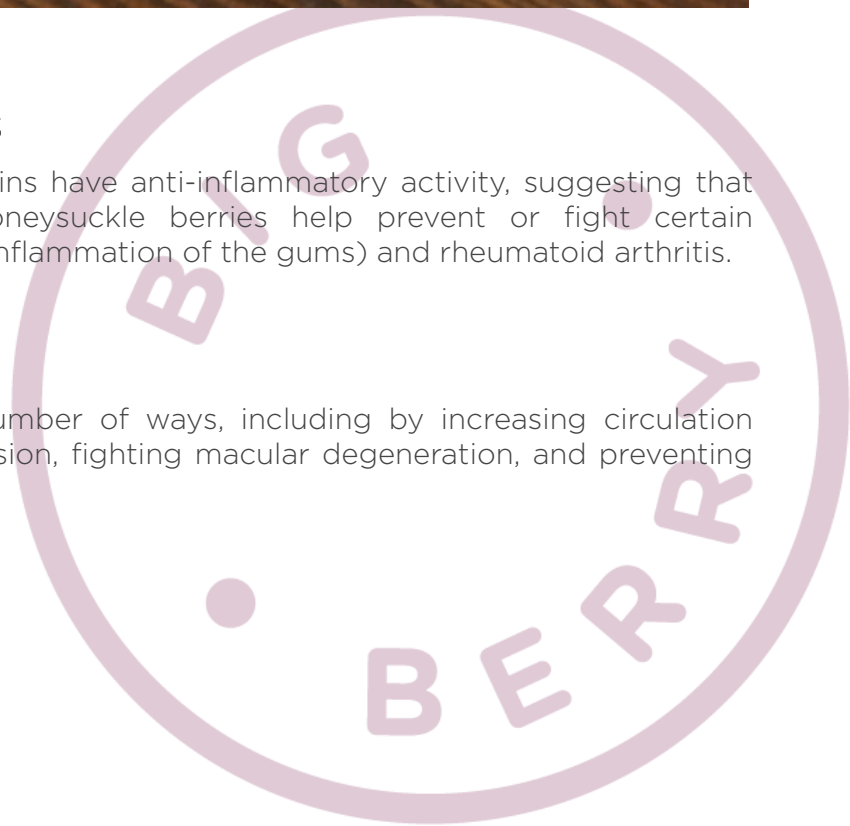 s
ins have anti-inflammatory activity, suggesting that
oneysuckle berries help prevent or fight certain
nflammation of the gums) and rheumatoid arthritis.
umber of ways, including by increasing circulation
sion, fighting macular degeneration, and preventing
BIG
BERRY